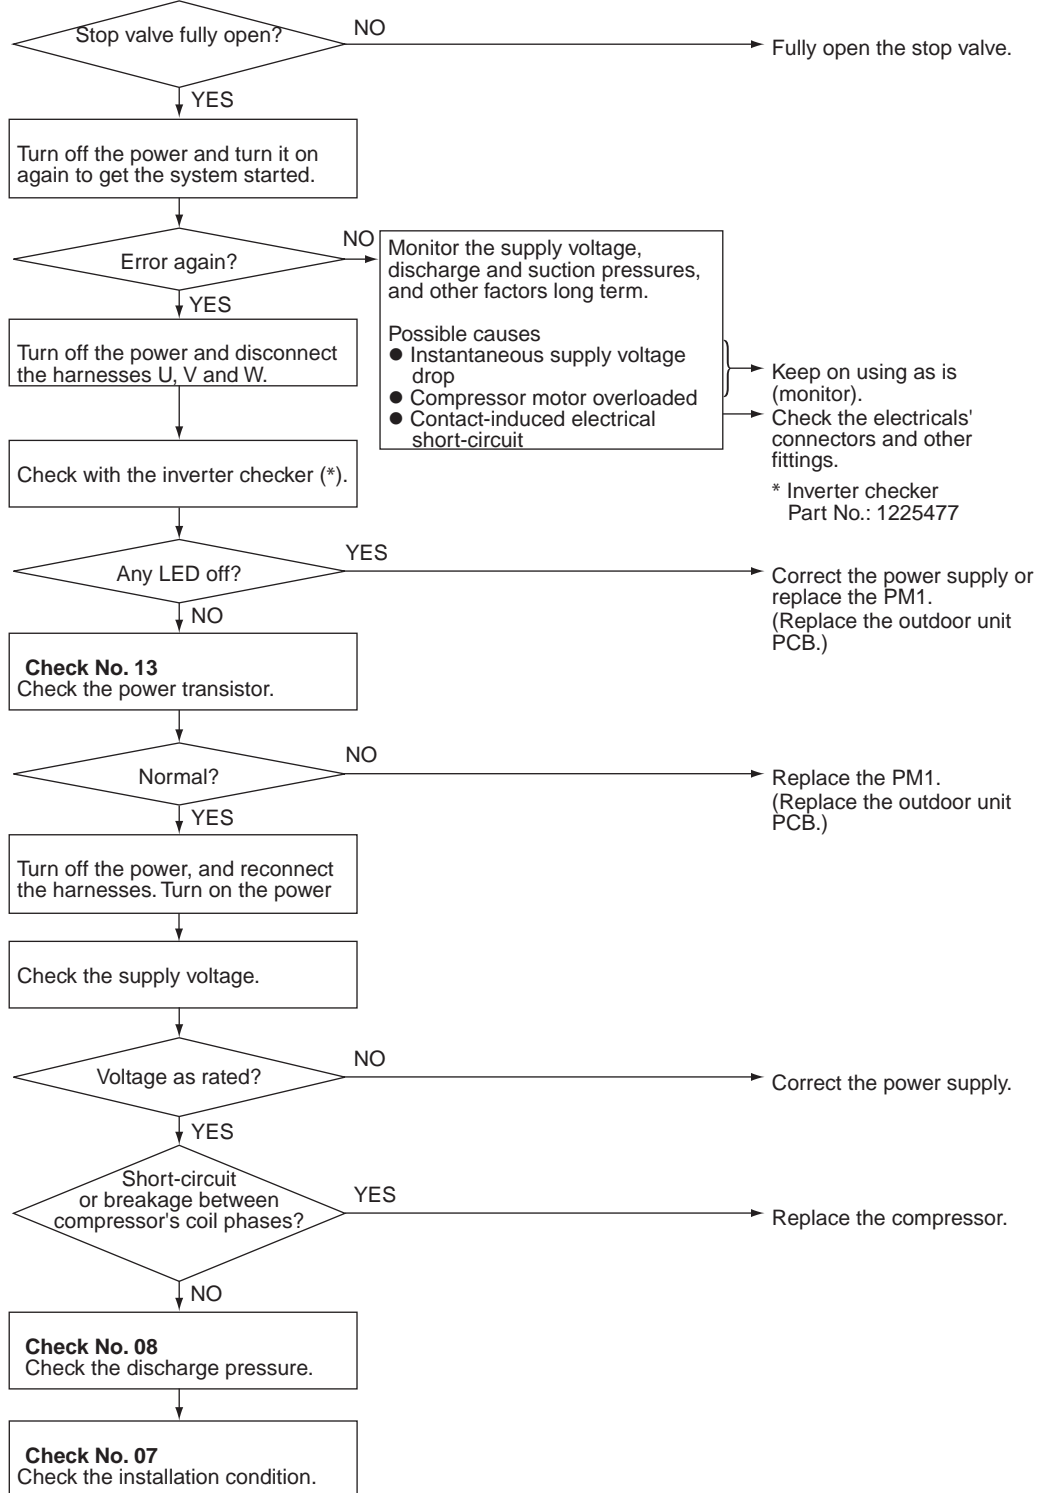 Stop valve fully open?
NO
Fully open the stop valve.
YES
Turn off the power and turn it on
again to get the system started.
Error again?
NO
Monitor the supply voltage,
discharge and suction pressures,
and other factors long term.
Possible causes
● Instantaneous supply voltage
drop
● Compressor motor overloaded
● Contact-induced electrical
short-circuit
Keep on using as is
(monitor).
Check the electricals'
connectors and other
fittings.
* Inverter checker
Part No.: 1225477
YES
Turn off the power and disconnect
the harnesses U, V and W.
Check with the inverter checker (*).
Any LED off?
YES
Correct the power supply or
replace the PM1.
(Replace the outdoor unit
PCB.)
NO
Check No. 13
Check the power transistor.
Normal?
NO
Replace the PM1.
(Replace the outdoor unit
PCB.)
YES
Turn off the power, and reconnect
the harnesses. Turn on the power
Check the supply voltage.
Voltage as rated?
NO
Correct the power supply.
YES
Short-circuit
or breakage between
compressor's coil phases?
YES
Replace the compressor.
NO
Check No. 08
Check the discharge pressure.
Check No. 07
Check the installation condition.